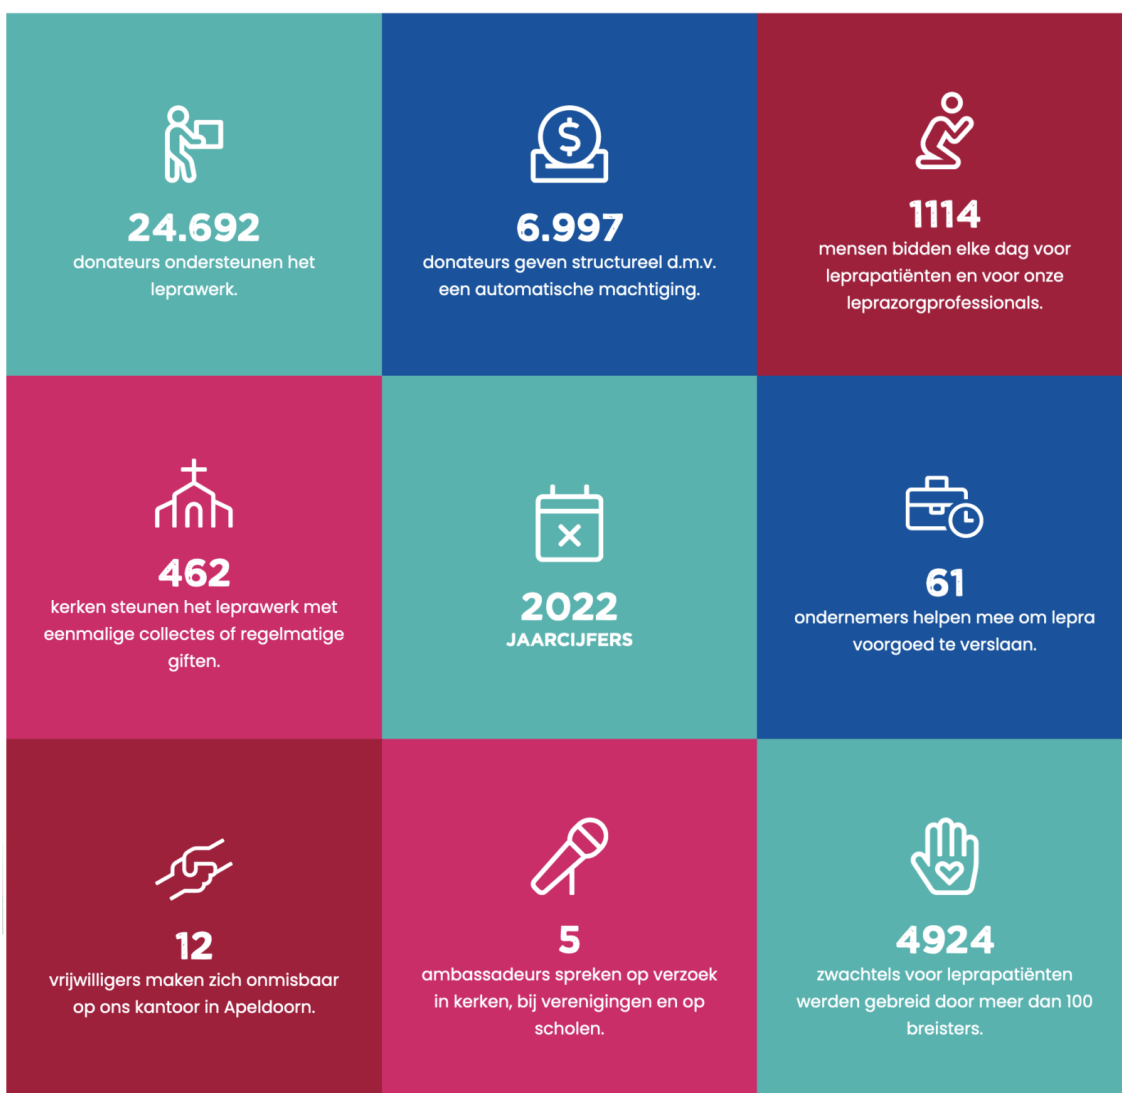 24.692
donateurs ondersteunen het
leprawerk.
$
6.997
donateurs geven structureel d.m.v.
een automatische machtiging.
1114
mensen bidden elke dag voor
leprapatiënten en voor onze
leprazorgprofessionals.
462
kerken steunen het leprawerk met
eenmalige collectes of regelmatige
giften.
2022
JAARCIJFERS
61
ondernemers helpen mee om lepra
voorgoed te verslaan.
12
vrijwilligers maken zich onmisbaar
op ons kantoor in Apeldoorn.
5
ambassadeurs spreken op verzoek
in kerken, bij verenigingen en op
scholen.
4924
zwachtels voor leprapatiënten
werden gebreid door meer dan 100
breisters.